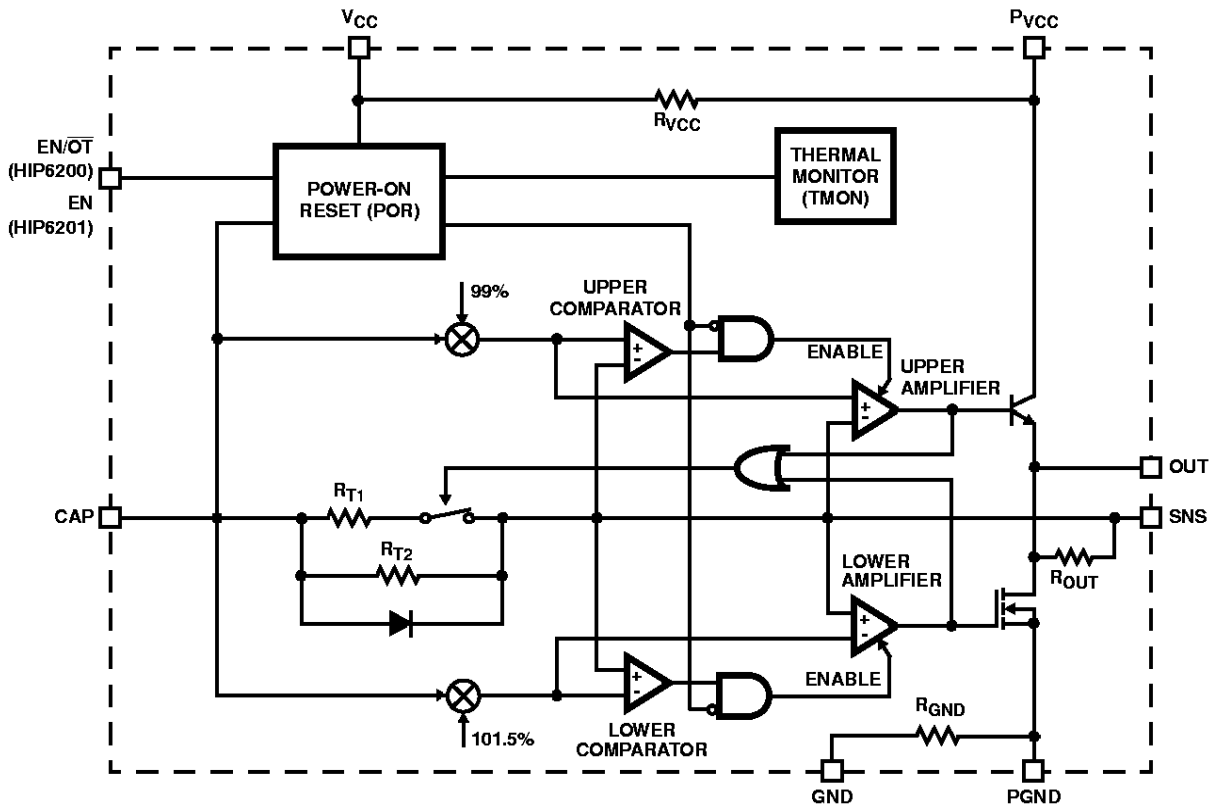 VCC
PVCC
RVCC
EN/OT
(HIP6200)
EN
(HIP6201)
POWER-ON
RESET (POR)
THERMAL
MONITOR
(TMON)
99%
UPPER
COMPARATOR
+
-
ENABLE
UPPER
AMPLIFIER
+
-
OUT
RT1
CAP
SNS
RT2
ROUT
LOWER
AMPLIFIER
+
-
+
-
ENABLE
101.5%
LOWER
COMPARATOR
RGND
GND
PGND